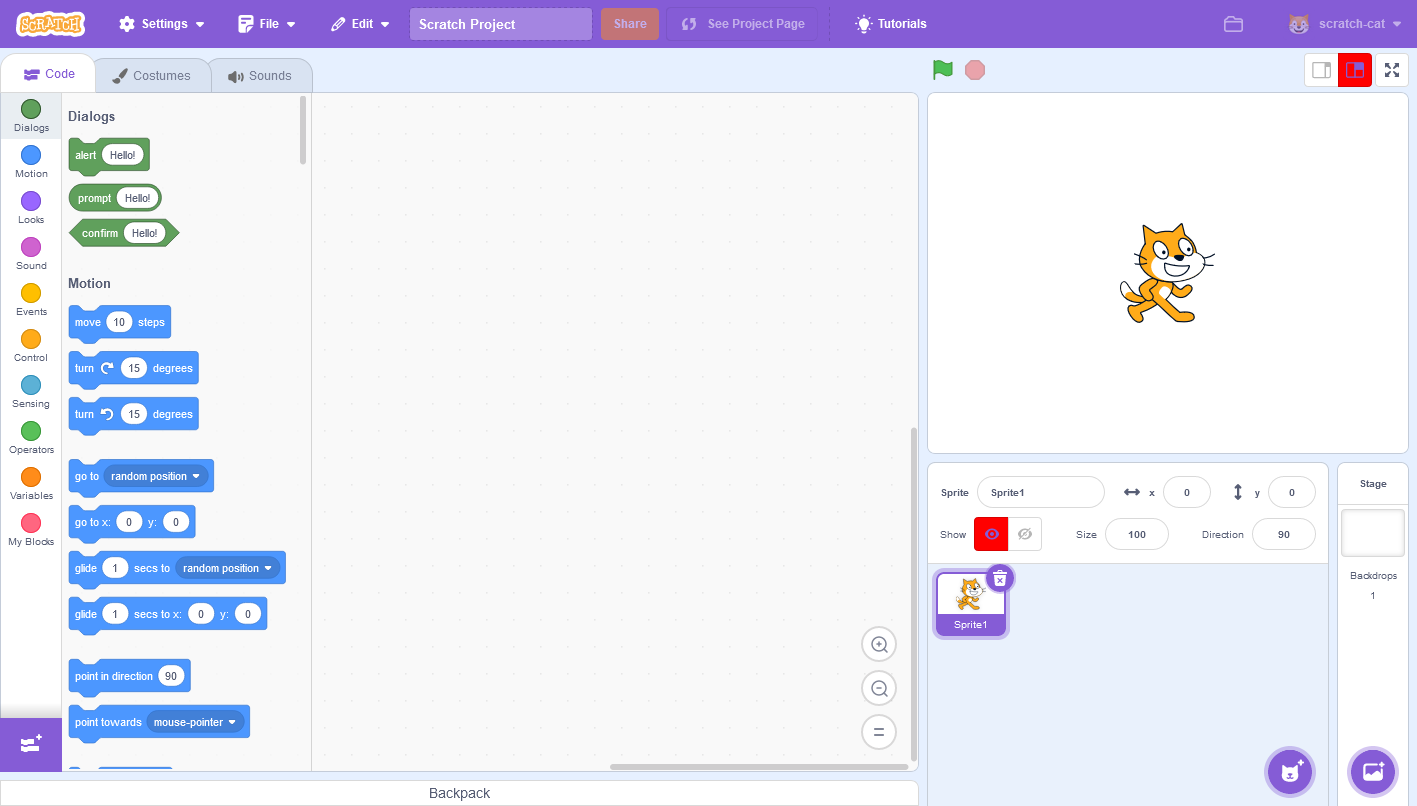 SCRATCH
Settings
File
Edit
Scratch Project
Share
See Project Page
Tutorials
scratch-cat
Code
Costumes
Sounds
Dialogs
Motion
Looks
Sound
Events
Control
Sensing
Operators
Variables
My Blocks
Dialogs
alert Hello!
prompt Hello!
confirm Hello!
Motion
move 10 steps
turn 15 degrees
turn 15 degrees
go to random position
go to x: 0 y: 0
glide 1 secs to random position
glide 1 secs to x: 0 y: 0
point in direction 90
point towards mouse-pointer
Backpack
Sprite Sprite1 x 0 y 0
Show Size 100 Direction 90
Sprite1
Stage
Backdrops
1